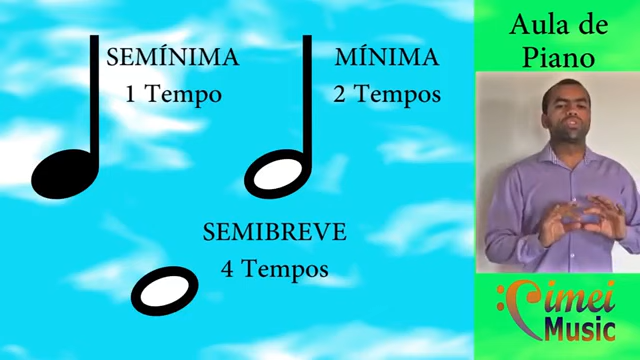 SEMÍNIMA
1 Tempo
MÍNIMA
2 Tempos
SEMIBREVE
4 Tempos
Aula de
Piano
Cimei
Music